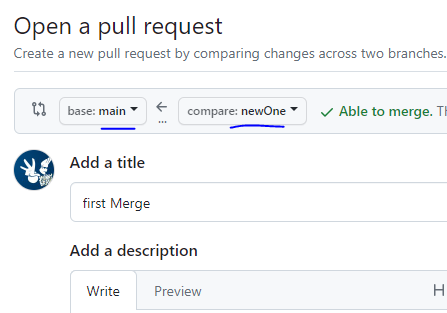 Open a pull request
Create a new pull request by comparing changes across two branches.
base: main ← compare: newOne ✓ Able to merge.
...
Add a title
first Merge
Add a description
Write Preview H